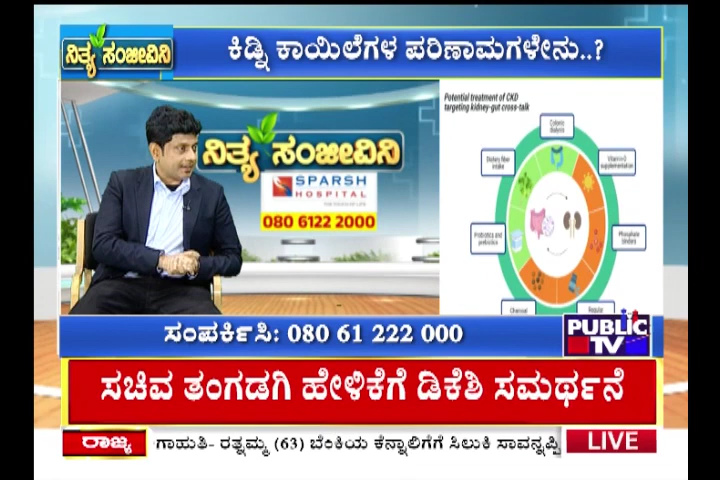 ನಿತ್ಯ ಸಂಜೀವಿನಿ
ಕಿಡ್ನಿ ಕಾಯಿಲೆಗಳ ಪರಿಣಾಮಗಳೇನು..?
ನಿತ್ಯ ಸಂಜೀವಿನಿ
SPARSH
HOSPITAL
080 6122 2000
Potential treatment of CKD
targeting kidney-gut cross-talk
Colonic
dialysis
Dietary fiber
intake
Vitamin-D
supplementation
Probiotics and
prebiotics
Phosphate
binders
Charcoal
Regular
ಸಂಪರ್ಕಿಸಿ: 080 61 222 000
PUBLIC
TV
ಸಚಿವ ತಂಗಡಗಿ ಹೇಳಿಕೆಗೆ ಡಿಕೆಶಿ ಸಮರ್ಥನೆ
ರಾಜ್ಯ
ಗಾಹುತಿ- ರತ್ನಮ್ಮ (63) ಬೆಂಕಿಯ ಕೆನ್ನಾಲಿಗೆಗೆ ಸಿಲುಕಿ ಸಾವನ್ನಪ್ಪಿ
LIVE